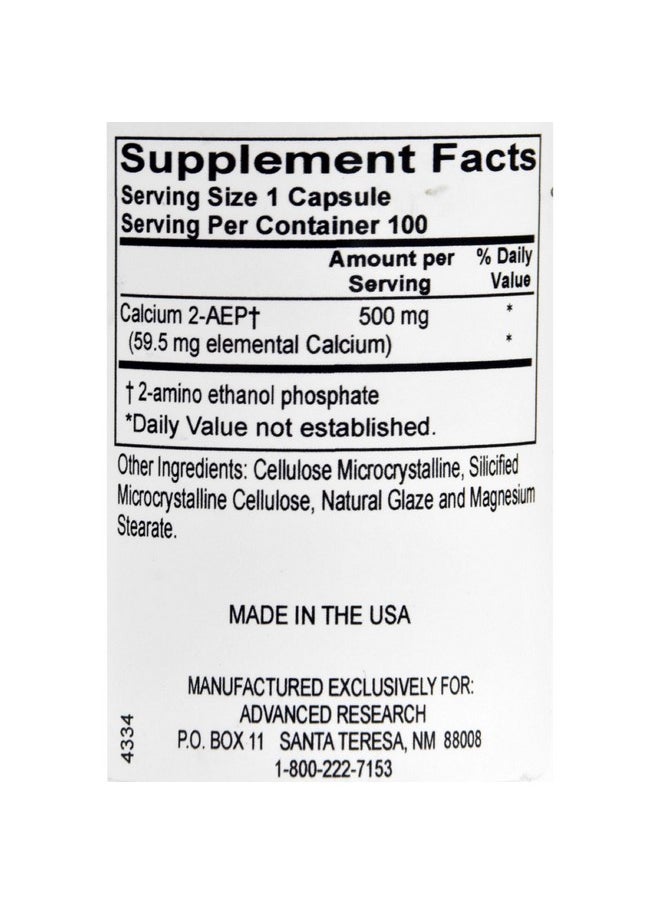 Supplement Facts
Serving Size 1 Capsule
Serving Per Container 100
Amount per % Daily
Serving Value
Calcium 2-AEP† 500 mg *
(59.5 mg elemental Calcium) *
† 2-amino ethanol phosphate
*Daily Value not established.
Other Ingredients: Cellulose Microcrystalline, Silicified
Microcrystalline Cellulose, Natural Glaze and Magnesium
Stearate.
MADE IN THE USA
MANUFACTURED EXCLUSIVELY FOR:
ADVANCED RESEARCH
P.O. BOX 11 SANTA TERESA, NM 88008
1-800-222-7153
4334